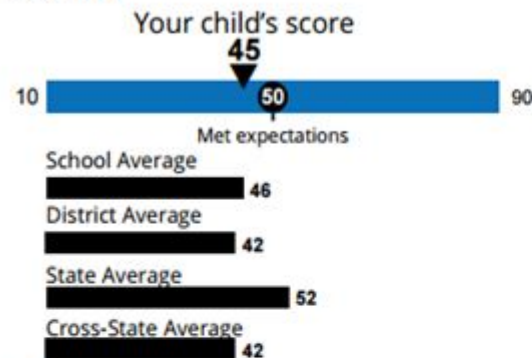 Your child's score
45
10 50 90
Met expectations
School Average
46
District Average
42
State Average
52
Cross-State Average
42